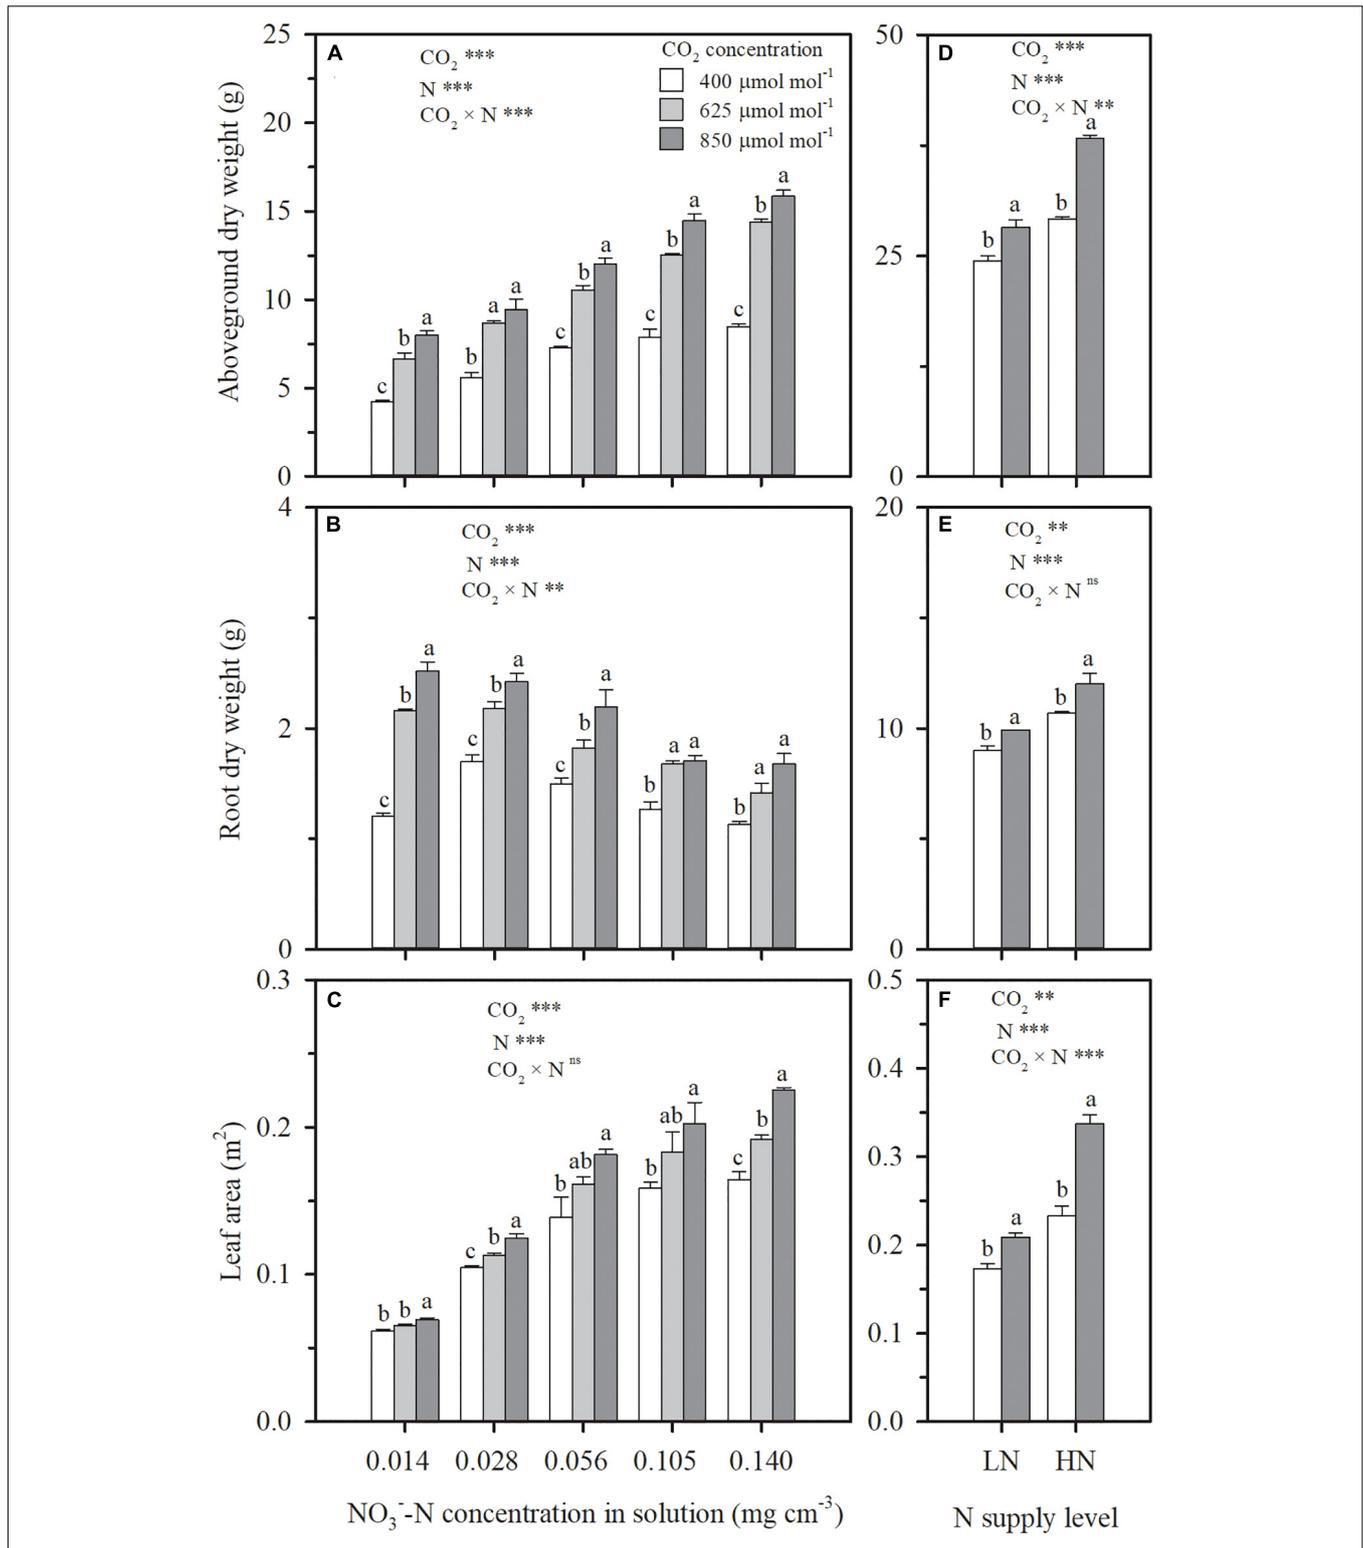 A
CO2 ***
N ***
CO2 × N ***
CO2 concentration
400 μmol mol-1
625 μmol mol-1
850 μmol mol-1
Aboveground dry weight (g)
25
20
15
10
5
0
c b a
b a a
c b a
c b a
c b a
D
CO2 ***
N ***
CO2 × N **
50
25
0
b a
b a
B
CO2 ***
N ***
CO2 × N **
Root dry weight (g)
4
2
0
c b a
c b a
c b a
b a a
b a a
E
CO2 **
N ***
CO2 × N ns
20
10
0
b a
b a
C
CO2 ***
N ***
CO2 × N ns
Leaf area (m2)
0.3
0.2
0.1
0.0
b b a
c b a
b ab a
b ab a
c b a
0.014 0.028 0.056 0.105 0.140
NO3--N concentration in solution (mg cm-3)
F
CO2 **
N ***
CO2 × N ***
0.5
0.4
0.3
0.2
0.1
0.0
b a
b a
LN HN
N supply level